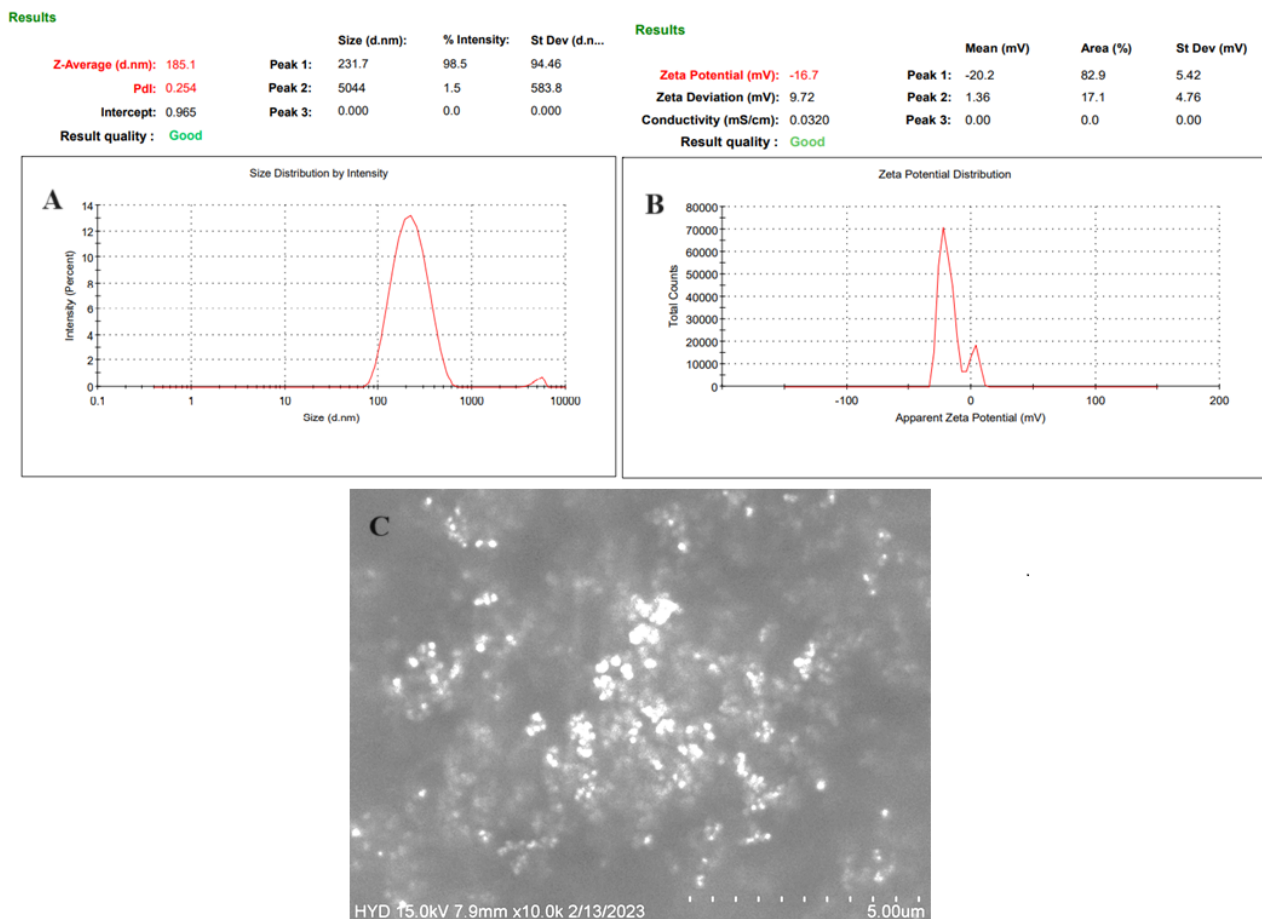 Results
Size (d.nm): % Intensity: St Dev (d.n...
Z-Average (d.nm): 185.1 Peak 1: 231.7 98.5 94.46
PdI: 0.254 Peak 2: 5044 1.5 583.8
Intercept: 0.965 Peak 3: 0.000 0.0 0.000
Result quality : Good
Results
Mean (mV) Area (%) St Dev (mV)
Zeta Potential (mV): -16.7 Peak 1: -20.2 82.9 5.42
Zeta Deviation (mV): 9.72 Peak 2: 1.36 17.1 4.76
Conductivity (mS/cm): 0.0320 Peak 3: 0.00 0.0 0.00
Result quality : Good
Size Distribution by Intensity
A
Intensity (Percent)
14
12
10
8
6
4
2
0
0.1 1 10 100 1000 10000
Size (d.nm)
Zeta Potential Distribution
B
Total Counts
80000
70000
60000
50000
40000
30000
20000
10000
0
-100 0 100 200
Apparent Zeta Potential (mV)
C
HYD 15.0kV 7.9mm x10.0k 2/13/2023 5.00um